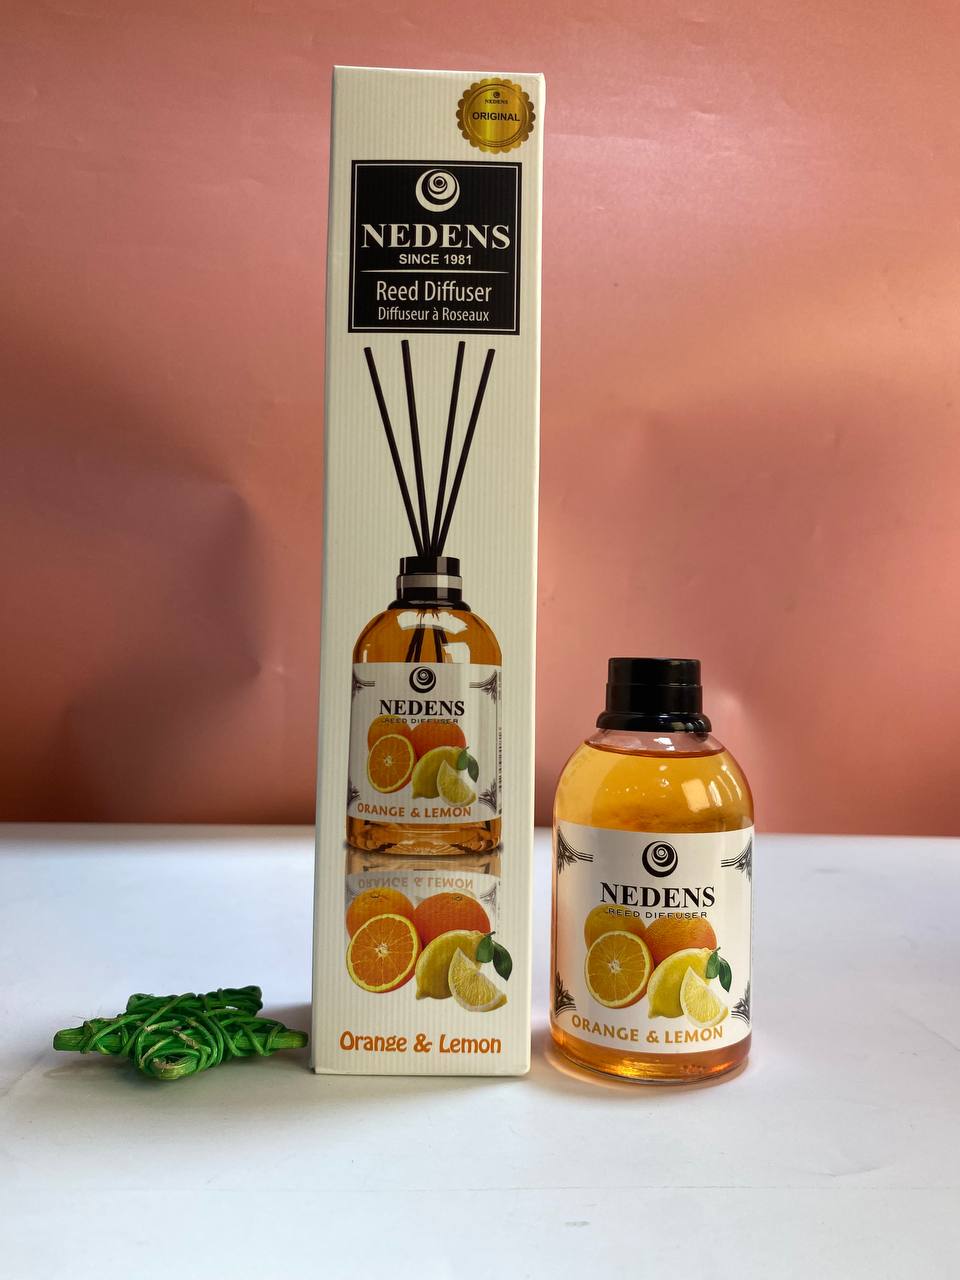 NEDENS
ORIGINAL
NEDENS
SINCE 1981
Reed Diffuser
Diffuseur à Roseaux
NEDENS
REED DIFFUSER
ORANGE & LEMON
ORANGE & LEMON
Orange & Lemon
NEDENS
REED DIFFUSER
ORANGE & LEMON